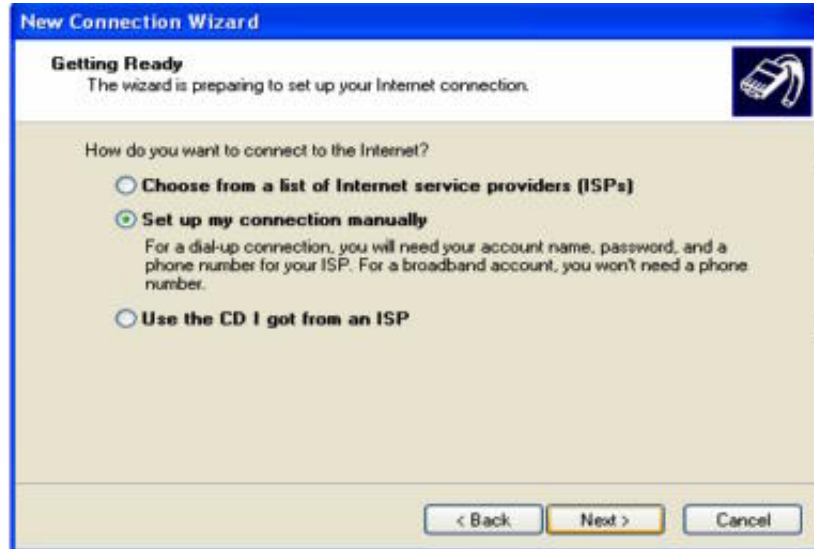 New Connection Wizard
Getting Ready
The wizard is preparing to set up your Internet connection.
How do you want to connect to the Internet?
Choose from a list of Internet service providers (ISPs)
Set up my connection manually
For a dial-up connection, you will need your account name, password, and a
phone number for your ISP. For a broadband account, you won't need a phone
number.
Use the CD I got from an ISP
< Back Next > Cancel